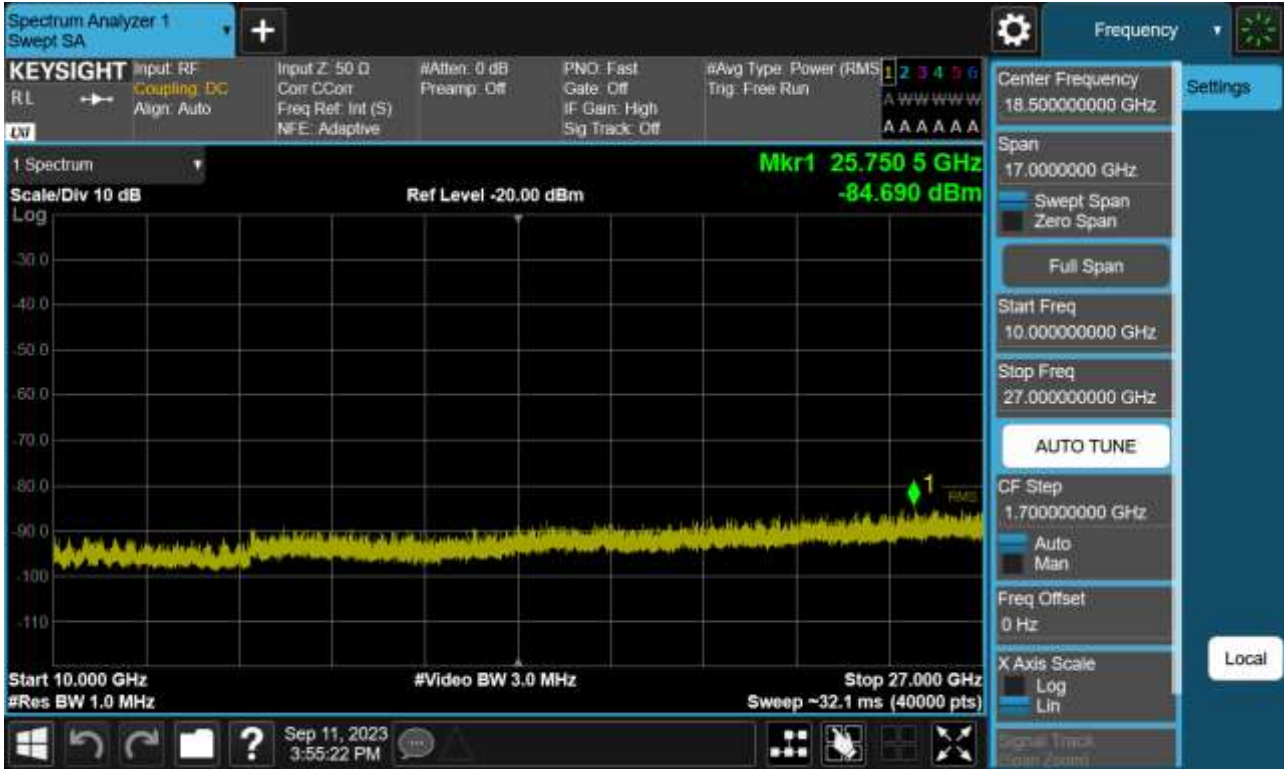 Spectrum Analyzer 1
Swept SA
Frequency
KEYSIGHT
RL
LXI
Input: RF
Coupling: DC
Align: Auto
Input Z: 50 Ω
Corr CCorr
Freq Ref: Int (S)
NFE: Adaptive
#Atten: 0 dB
Preamp: Off
PNO: Fast
Gate: Off
IF Gain: High
Sig Track: Off
#Avg Type: Power (RMS
Trig: Free Run
1 2 3 4 5 6
A W W W W W
A A A A A A
1 Spectrum
Mkr1 25.750 5 GHz
Scale/Div 10 dB
Ref Level -20.00 dBm
-84.690 dBm
Log
-30.0
-40.0
-50.0
-60.0
-70.0
-80.0
1
RMS
-90.0
-100
-110
Start 10.000 GHz
#Video BW 3.0 MHz
Stop 27.000 GHz
#Res BW 1.0 MHz
Sweep ~32.1 ms (40000 pts)
Center Frequency
18.500000000 GHz
Settings
Span
17.0000000 GHz
Swept Span
Zero Span
Full Span
Start Freq
10.000000000 GHz
Stop Freq
27.000000000 GHz
AUTO TUNE
CF Step
1.700000000 GHz
Auto
Man
Freq Offset
0 Hz
X Axis Scale
Log
Lin
Local
Signal Track
(Span Zoom)
?
Sep 11, 2023
3:55:22 PM